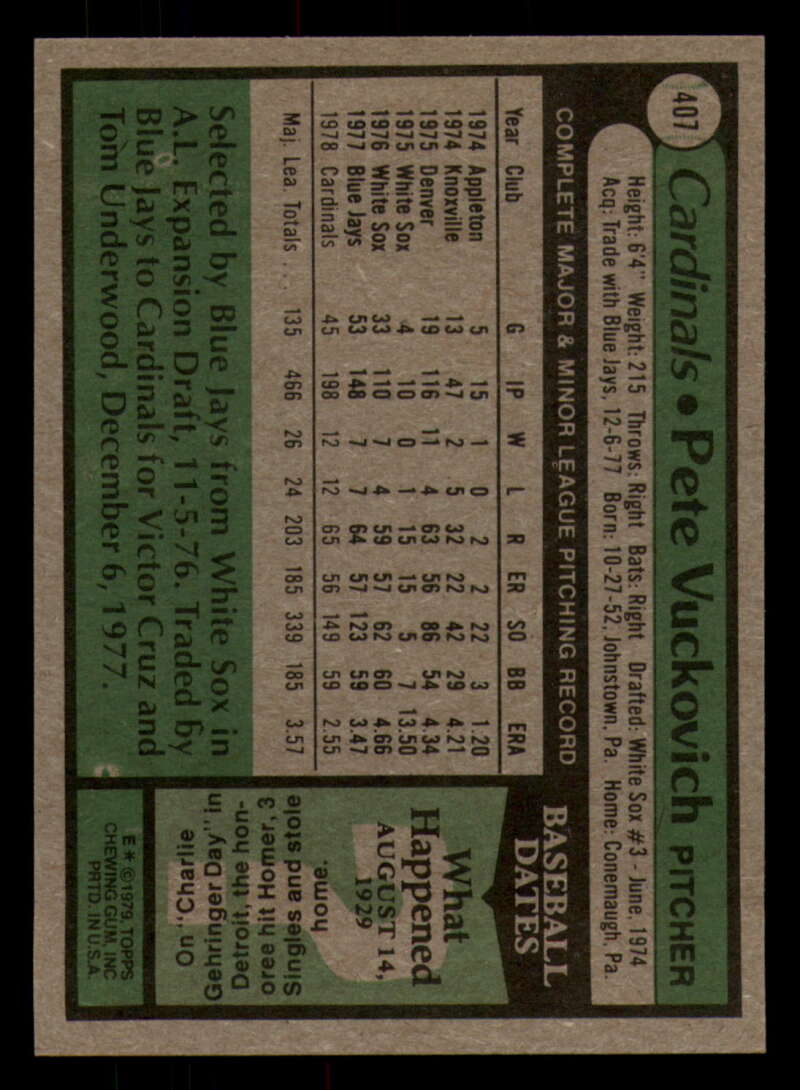 407
Cardinals • Pete Vuckovich PITCHER
Height: 6'4" Weight: 215 Throws: Right Bats: Right Drafted: White Sox #3 - June, 1974
Acq: Trade with Blue Jays, 12-6-77 Born: 10-27-52, Johnstown, Pa. Home: Conemaugh, Pa.
COMPLETE MAJOR & MINOR LEAGUE PITCHING RECORD
Year Club G IP W L R ER SO BB ERA
1974 Appleton 5 15 1 0 2 2 22 3 1.20
1974 Knoxville 13 47 2 5 32 22 42 29 4.21
1975 Denver 19 116 11 4 63 56 86 54 4.34
1975 White Sox 4 10 0 1 15 15 5 7 13.50
1976 White Sox 33 110 7 4 59 57 62 60 4.66
1977 Blue Jays 53 148 7 7 64 57 123 59 3.47
1978 Cardinals 45 198 12 12 65 56 149 59 2.55
Maj. Lea Totals . . . 135 466 26 24 203 185 339 185 3.57
Selected by Blue Jays from White Sox in
A.L. Expansion Draft, 11-5-76. Traded by
Blue Jays to Cardinals for Victor Cruz and
Tom Underwood, December 6, 1977.
BASEBALL
DATES
What
Happened
AUGUST 14,
1929
On "Charlie
Gehringer Day" in
Detroit, the hon-
oree hit Homer, 3
Singles and stole
home.
E * © 1979, TOPPS
CHEWING GUM, INC
PRTD. IN U.S.A.